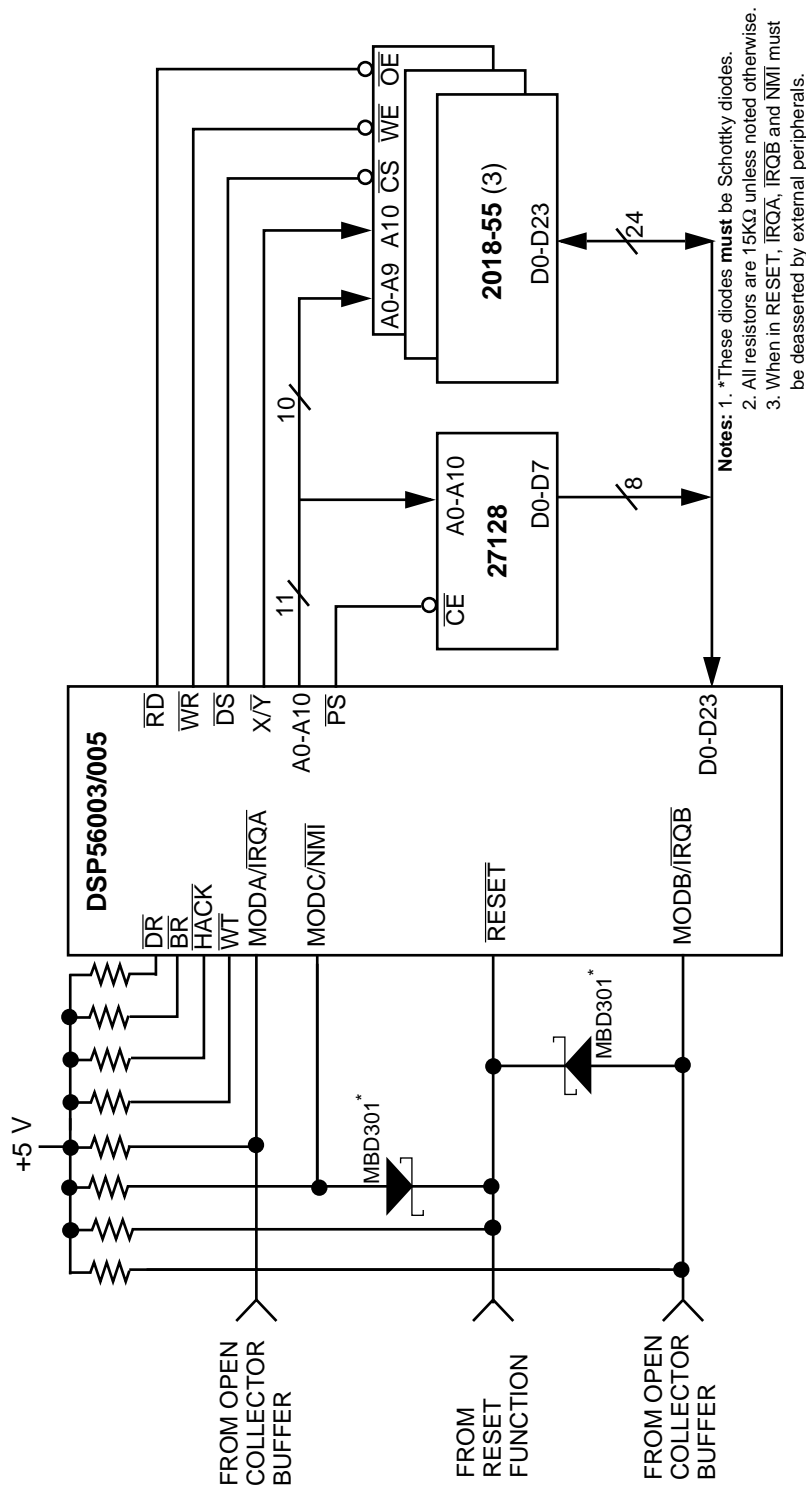 +5 V
DSP56003/005
DR
BR
HACK
WT
MODA/IRQA
MODC/NMI
RESET
MODB/IRQB
RD
WR
DS
X/Y
A0-A10
PS
D0-D23
FROM OPEN
COLLECTOR
BUFFER
FROM
RESET
FUNCTION
FROM OPEN
COLLECTOR
BUFFER
MBD301*
MBD301*
11
10
CE
A0-A10
27128
D0-D7
8
A0-A9 A10 CS WE OE
2018-55 (3)
D0-D23
24
Notes: 1. *These diodes must be Schottky diodes.
2. All resistors are 15KΩ unless noted otherwise.
3. When in RESET, IRQA, IRQB and NMI must
be deasserted by external peripherals.